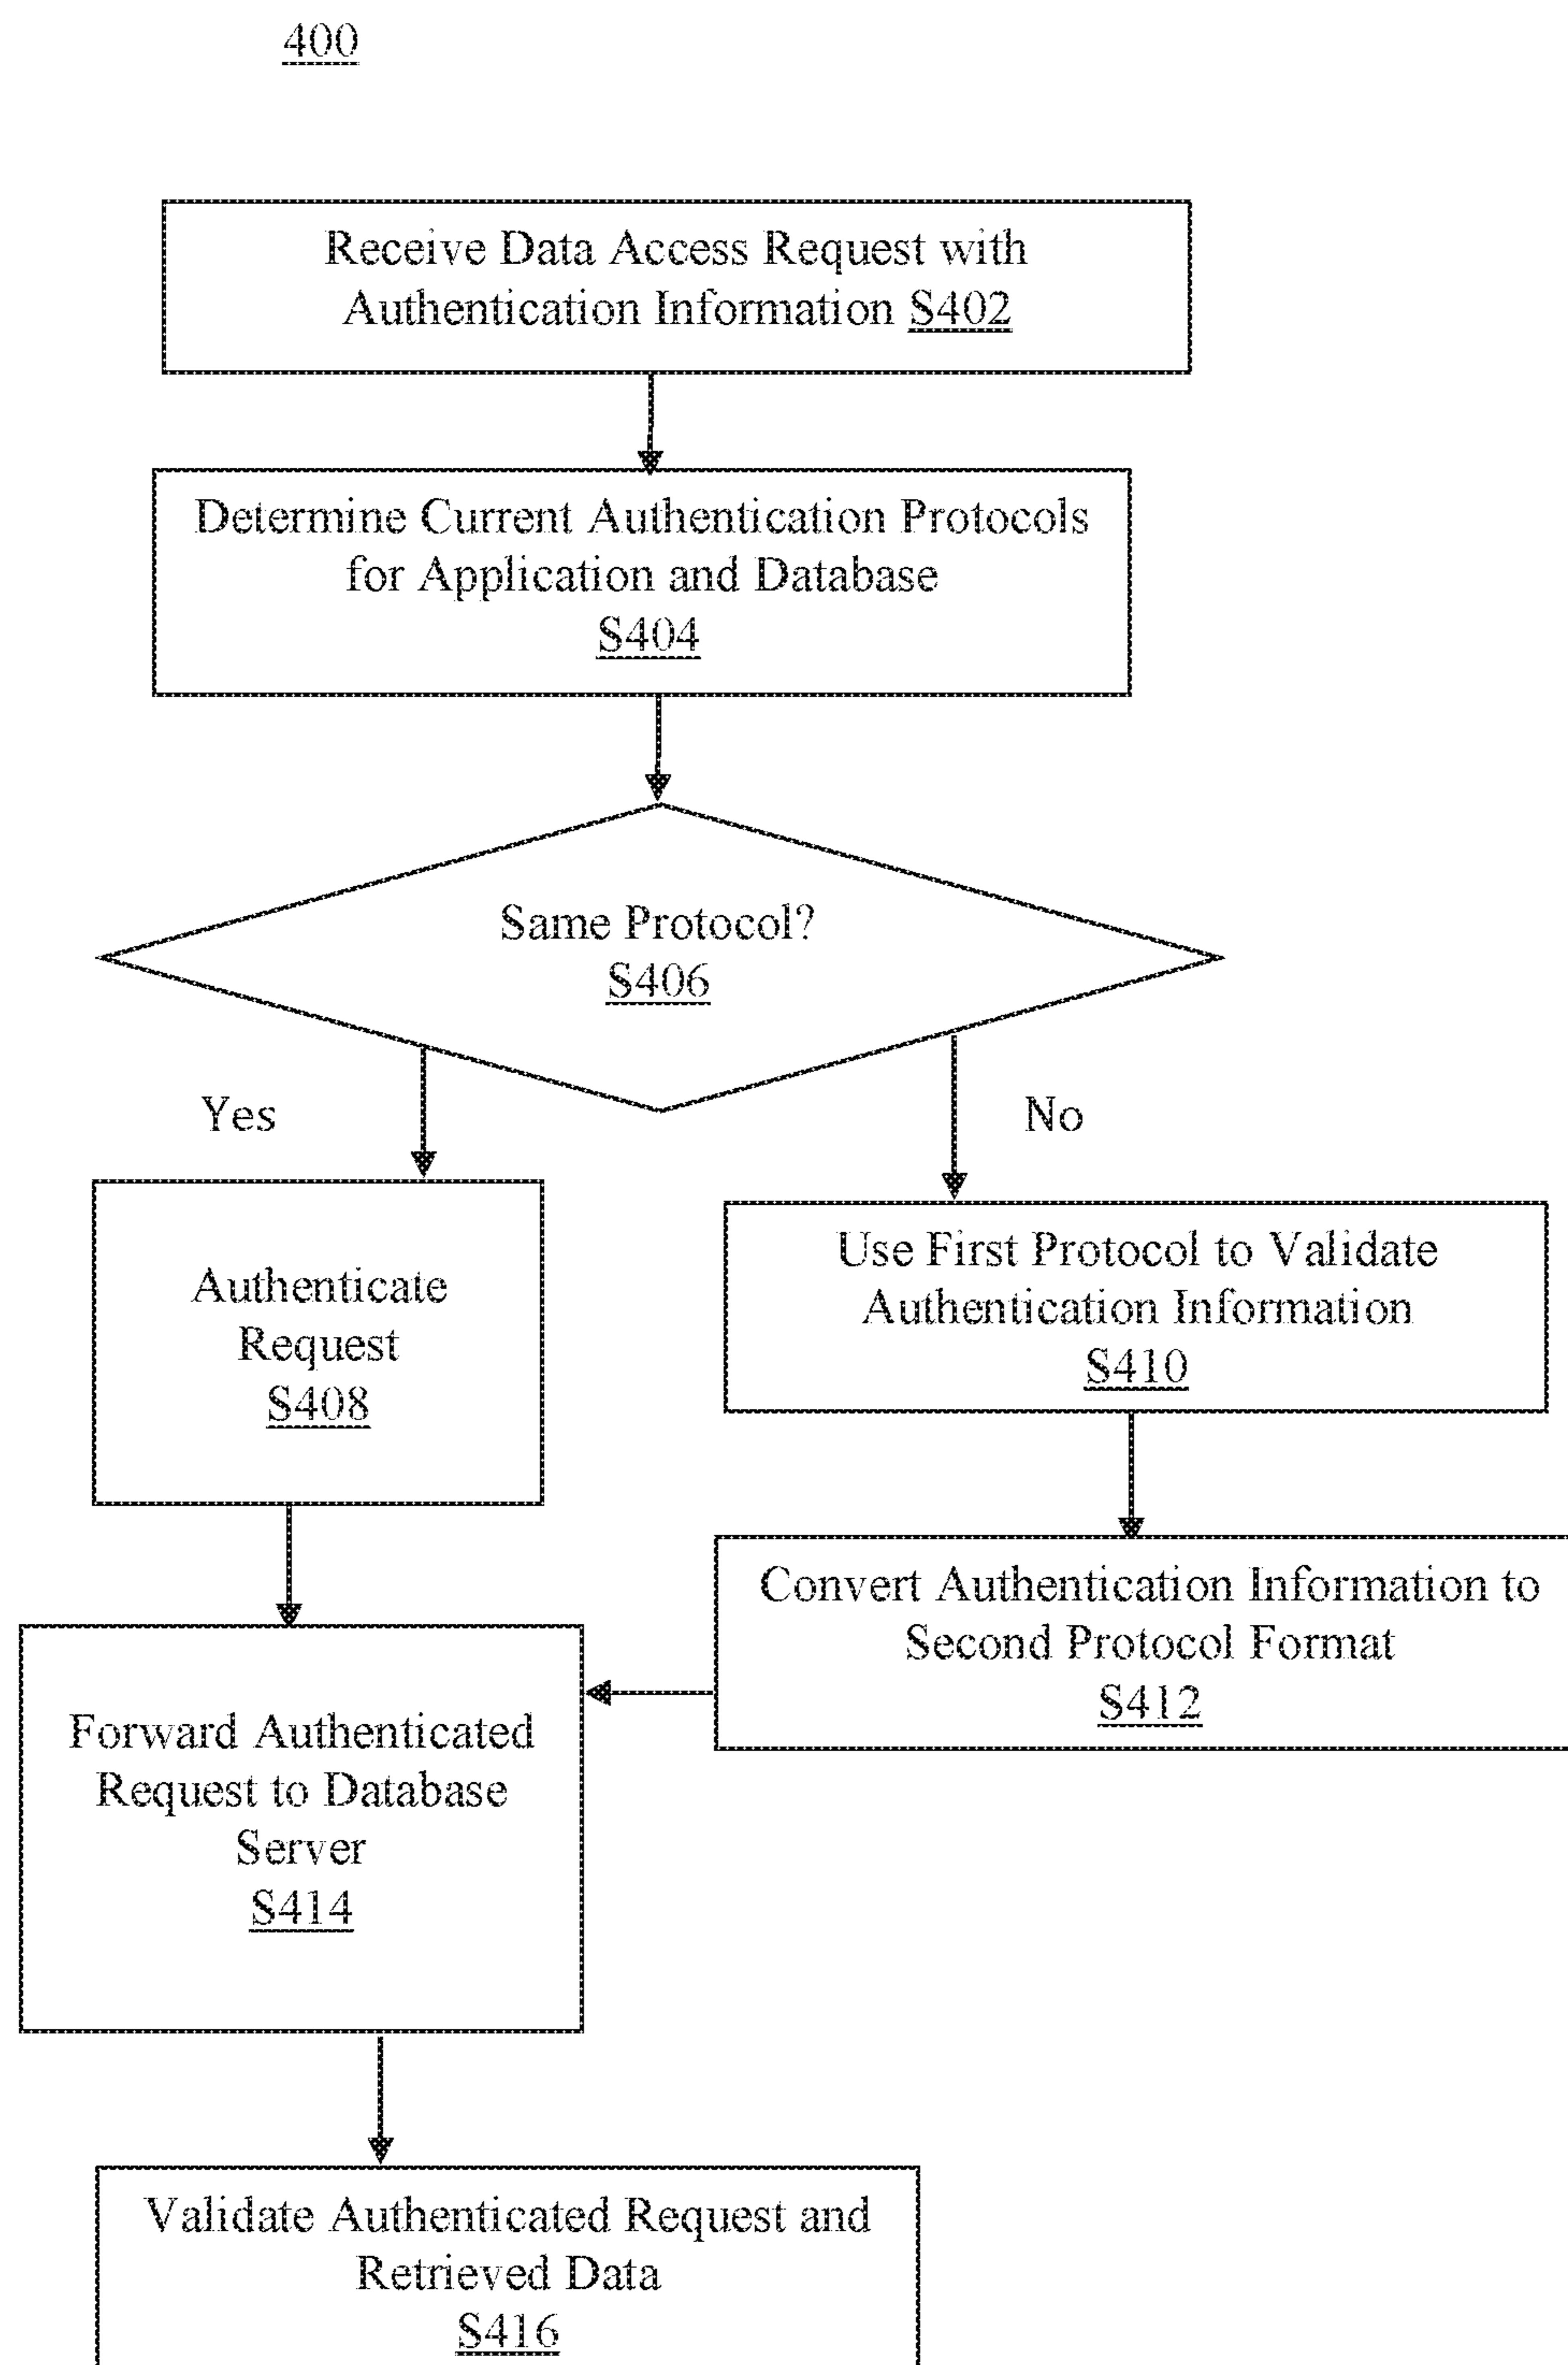 400
Receive Data Access Request with
Authentication Information S402
Determine Current Authentication Protocols
for Application and Database
S404
Same Protocol?
S406
Yes
No
Authenticate
Request
S408
Use First Protocol to Validate
Authentication Information
S410
Convert Authentication Information to
Second Protocol Format
S412
Forward Authenticated
Request to Database
Server
S414
Validate Authenticated Request and
Retrieved Data
S416